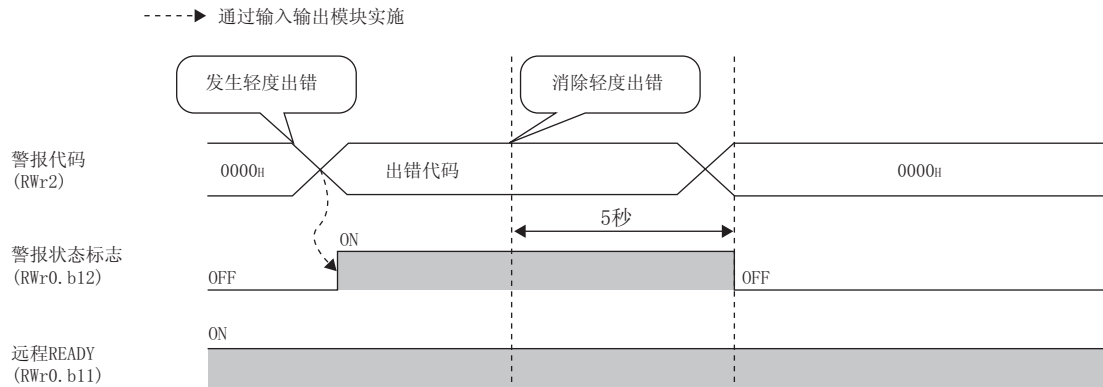 通过输入输出模块实施
发生轻度出错
消除轻度出错
警报代码
(RWr2)
0000H
出错代码
0000H
5秒
警报状态标志
(RWr0.b12)
OFF
ON
OFF
远程READY
(RWr0.b11)
ON